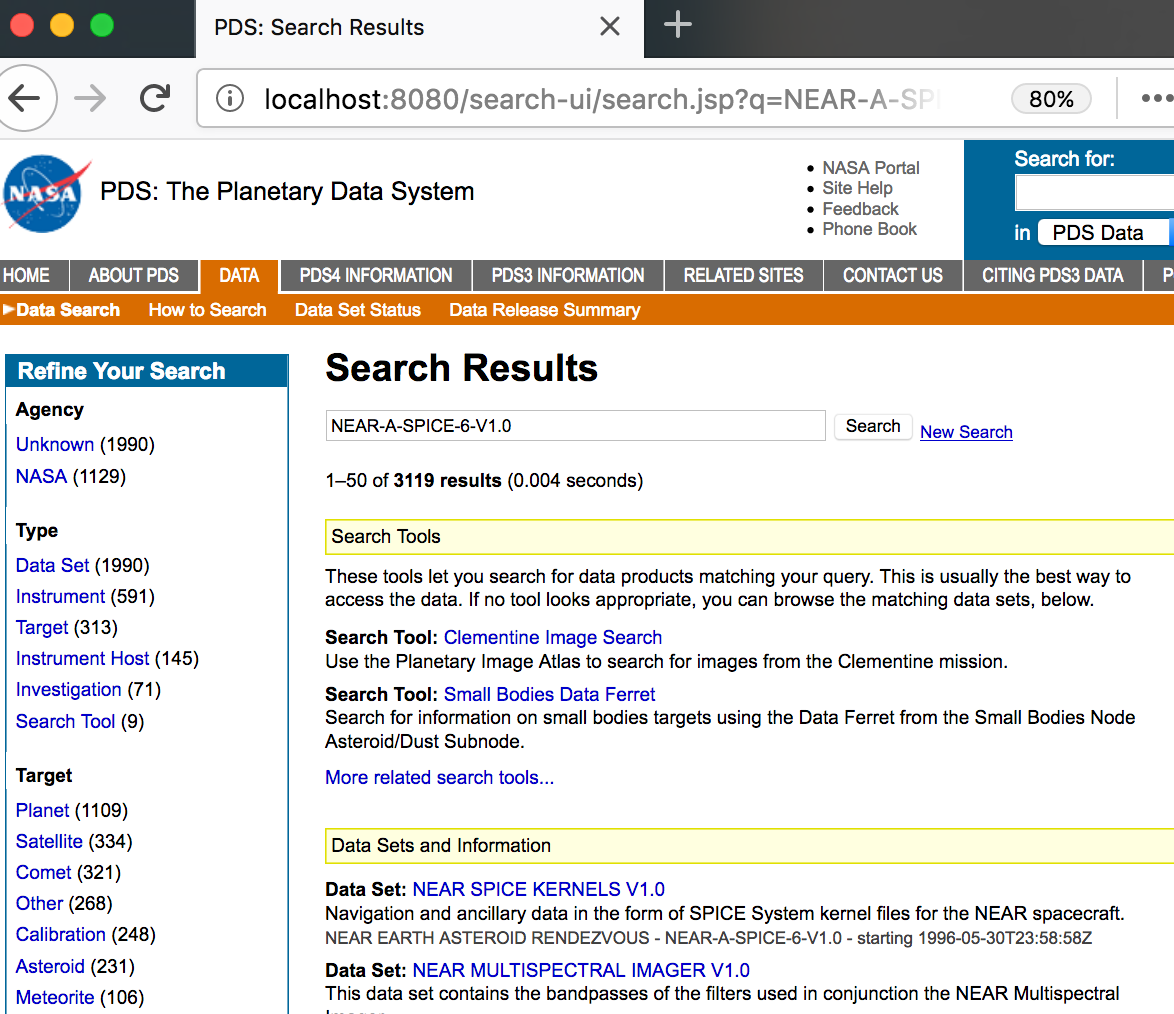 PDS: Search Results
localhost:8080/search-ui/search.jsp?q=NEAR-A-SPI
80%
NASA
PDS: The Planetary Data System
NASA Portal
Site Help
Feedback
Phone Book
Search for:
in PDS Data
HOME ABOUT PDS DATA PDS4 INFORMATION PDS3 INFORMATION RELATED SITES CONTACT US CITING PDS3 DATA P
Data Search How to Search Data Set Status Data Release Summary
Refine Your Search
Agency
Unknown (1990)
NASA (1129)
Type
Data Set (1990)
Instrument (591)
Target (313)
Instrument Host (145)
Investigation (71)
Search Tool (9)
Target
Planet (1109)
Satellite (334)
Comet (321)
Other (268)
Calibration (248)
Asteroid (231)
Meteorite (106)
Search Results
NEAR-A-SPICE-6-V1.0 Search New Search
1–50 of 3119 results (0.004 seconds)
Search Tools
These tools let you search for data products matching your query. This is usually the best way to
access the data. If no tool looks appropriate, you can browse the matching data sets, below.
Search Tool: Clementine Image Search
Use the Planetary Image Atlas to search for images from the Clementine mission.
Search Tool: Small Bodies Data Ferret
Search for information on small bodies targets using the Data Ferret from the Small Bodies Node
Asteroid/Dust Subnode.
More related search tools...
Data Sets and Information
Data Set: NEAR SPICE KERNELS V1.0
Navigation and ancillary data in the form of SPICE System kernel files for the NEAR spacecraft.
NEAR EARTH ASTEROID RENDEZVOUS - NEAR-A-SPICE-6-V1.0 - starting 1996-05-30T23:58:58Z
Data Set: NEAR MULTISPECTRAL IMAGER V1.0
This data set contains the bandpasses of the filters used in conjunction the NEAR Multispectral